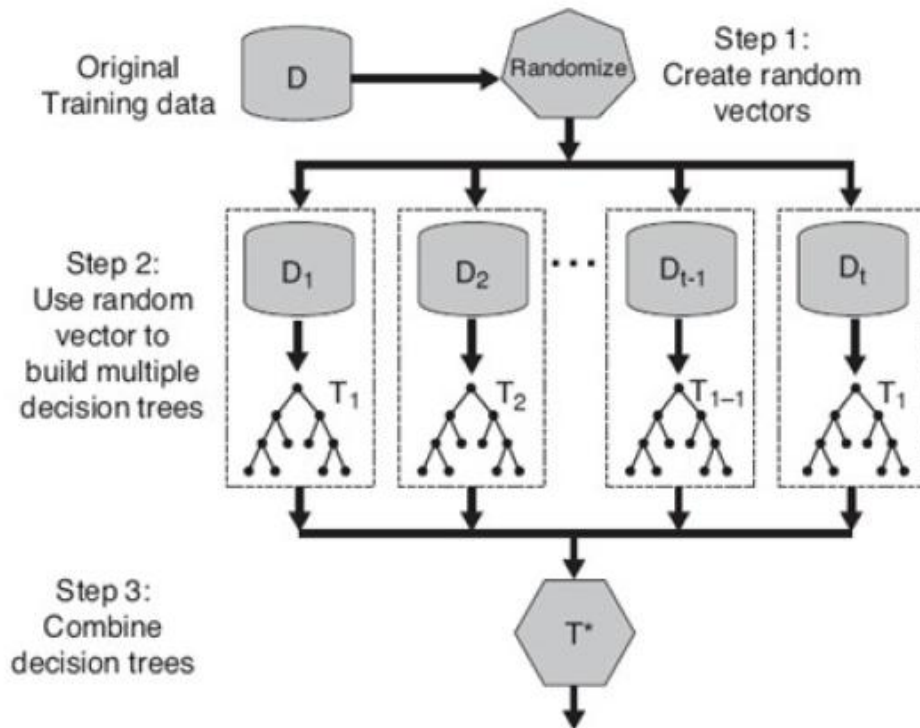 Original
Training data
D
Randomize
Step 1:
Create random
vectors
Step 2:
Use random
vector to
build multiple
decision trees
D₁
D₂
...
Dₜ₋₁
Dₜ
T₁
T₂
T₁₋₁
T₁
Step 3:
Combine
decision trees
T*